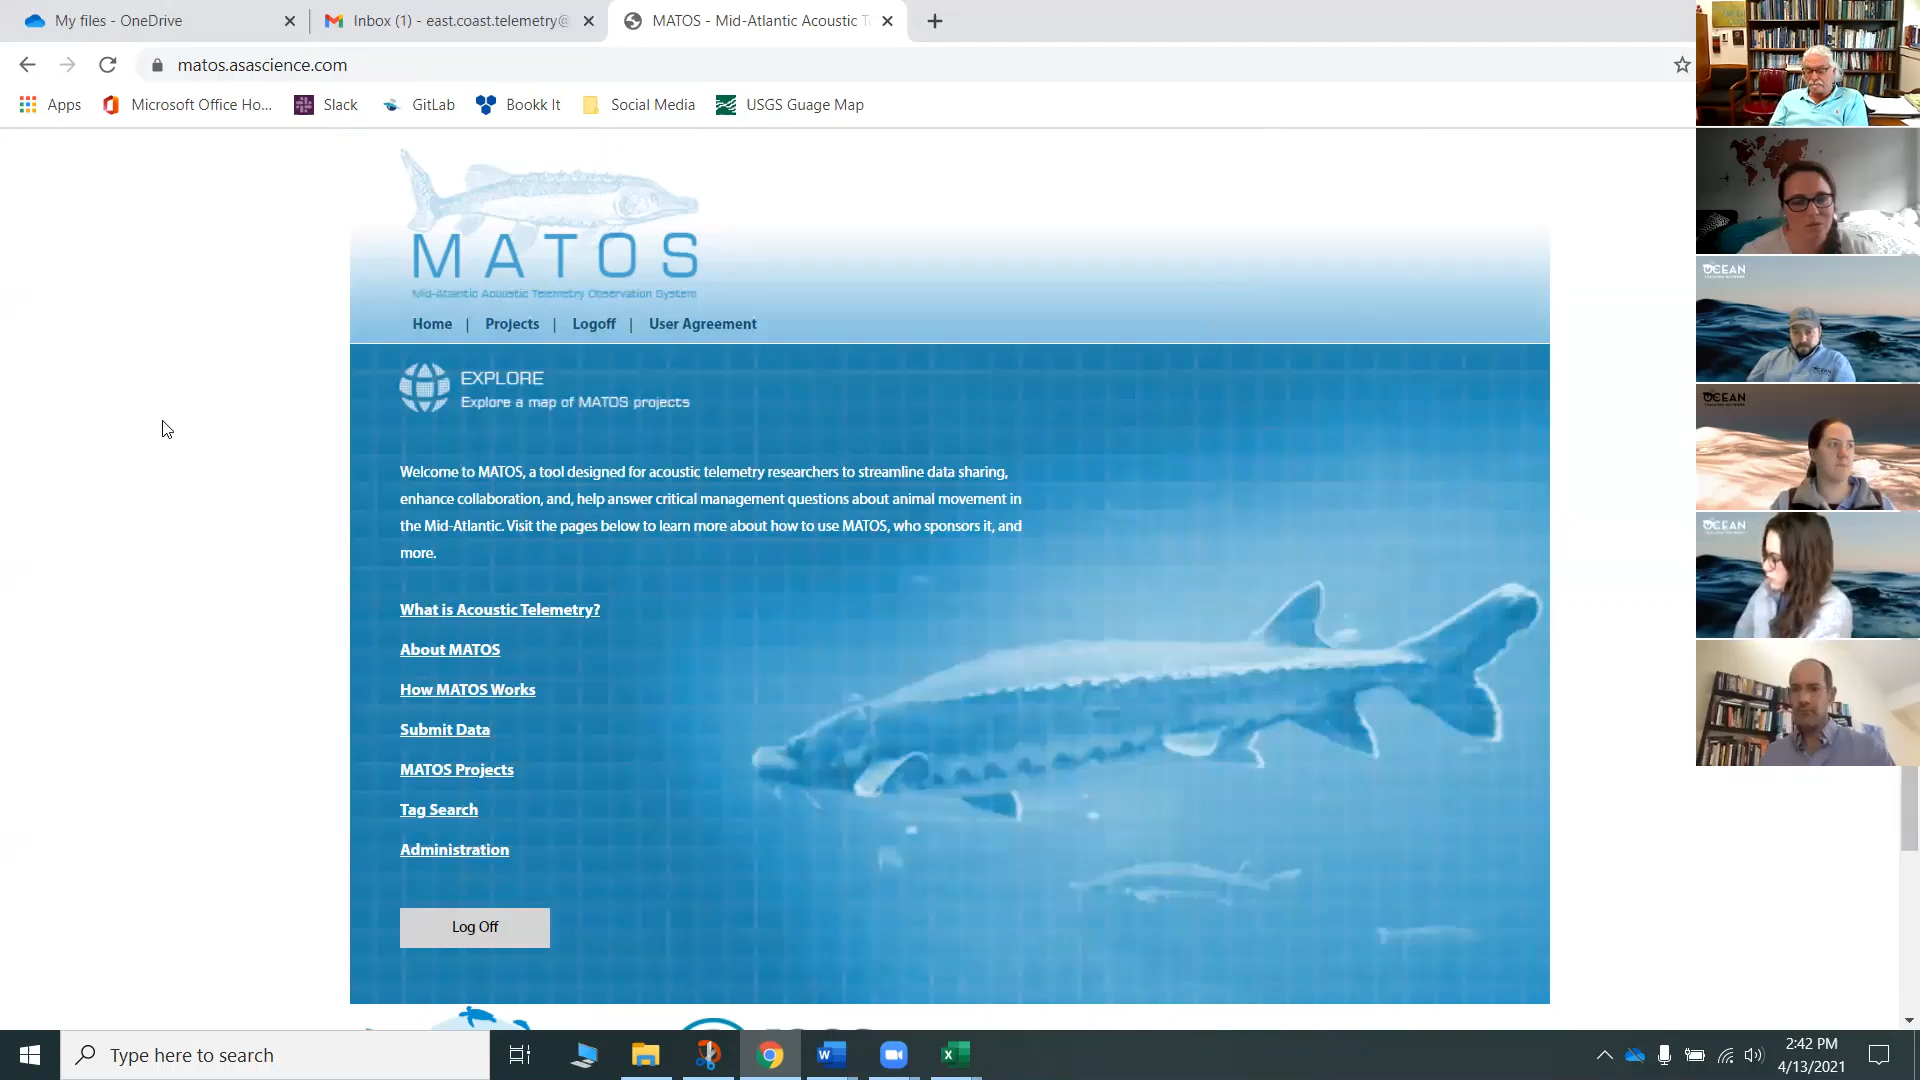 My files - OneDrive
Inbox (1) - east.coast.telemetry@
MATOS - Mid-Atlantic Acoustic T
matos.asascience.com
Apps
Microsoft Office Ho...
Slack
GitLab
Bookk It
Social Media
USGS Guage Map
MATOS
Mid-Atlantic Acoustic Telemetry Observation System
Home | Projects | Logoff | User Agreement
EXPLORE
Explore a map of MATOS projects
Welcome to MATOS, a tool designed for acoustic telemetry researchers to streamline data sharing,
enhance collaboration, and, help answer critical management questions about animal movement in
the Mid-Atlantic. Visit the pages below to learn more about how to use MATOS, who sponsors it, and
more.
What is Acoustic Telemetry?
About MATOS
How MATOS Works
Submit Data
MATOS Projects
Tag Search
Administration
Log Off
OCEAN
OCEAN
OCEAN
Type here to search
2:42 PM
4/13/2021